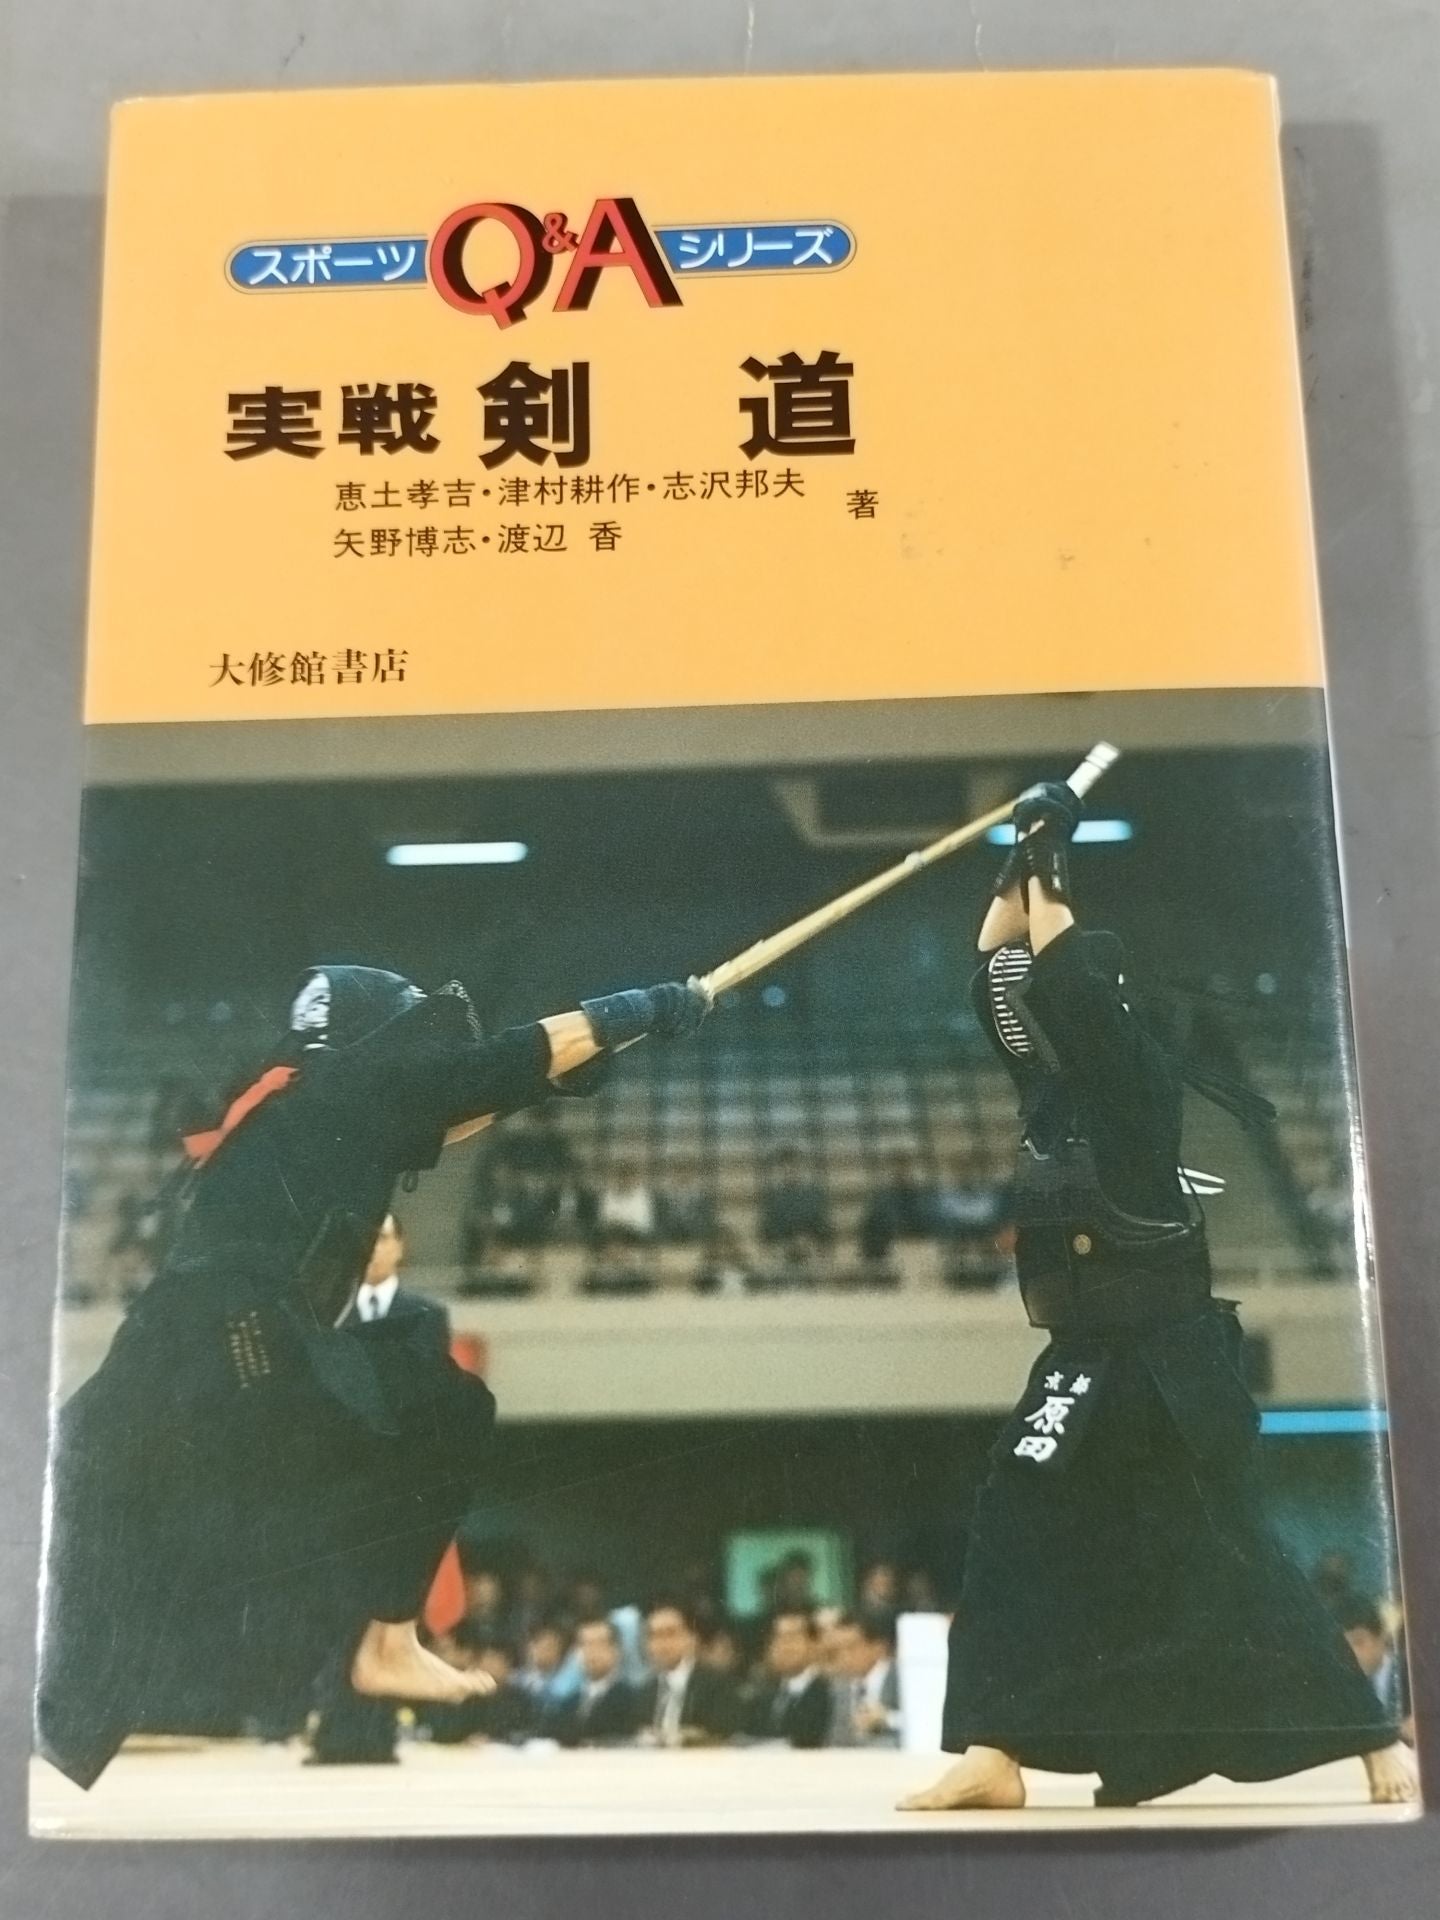 スポーツQ&Aシリーズ
実戦 剣道
恵土孝吉・津村耕作・志沢邦夫
矢野博志・渡辺 香
著
大修館書店
京都
原田